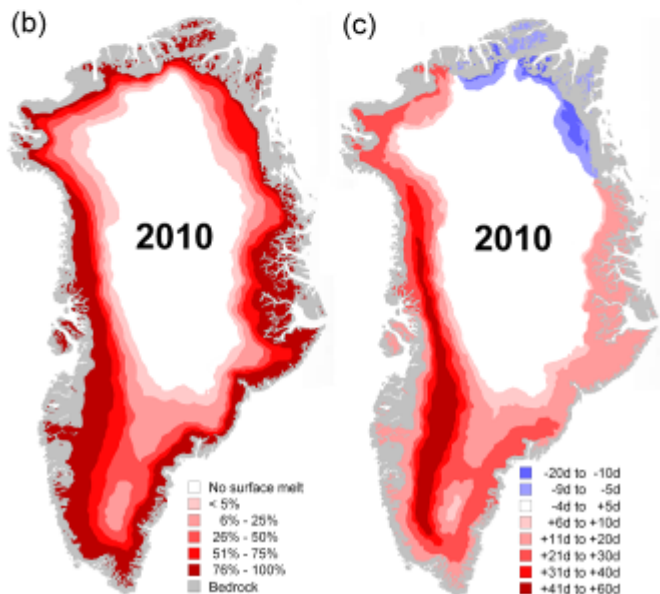 (b)
2010
No surface melt
< 5%
6% - 25%
26% - 50%
51% - 75%
76% - 100%
Bedrock
(c)
2010
-20d to -10d
-9d to -5d
-4d to +5d
+6d to +10d
+11d to +20d
+21d to +30d
+31d to +40d
+41d to +60d